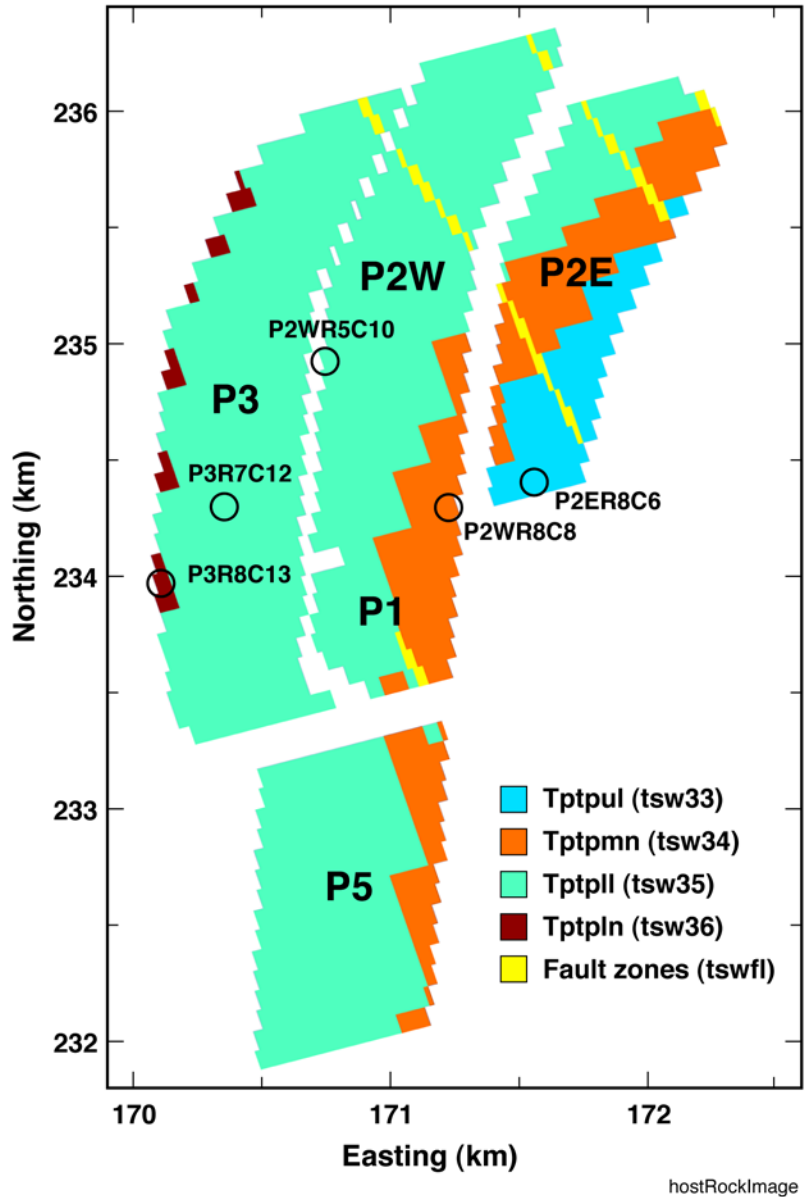 236
235
234
233
232
Northing (km)
P2W
P2E
P2WR5C10
P3
P3R7C12
P2ER8C6
P2WR8C8
P3R8C13
P1
Tptpul (tsw33)
Tptpmn (tsw34)
Tptpll (tsw35)
Tptpln (tsw36)
Fault zones (tswfl)
P5
170
171
172
Easting (km)
hostRockImage